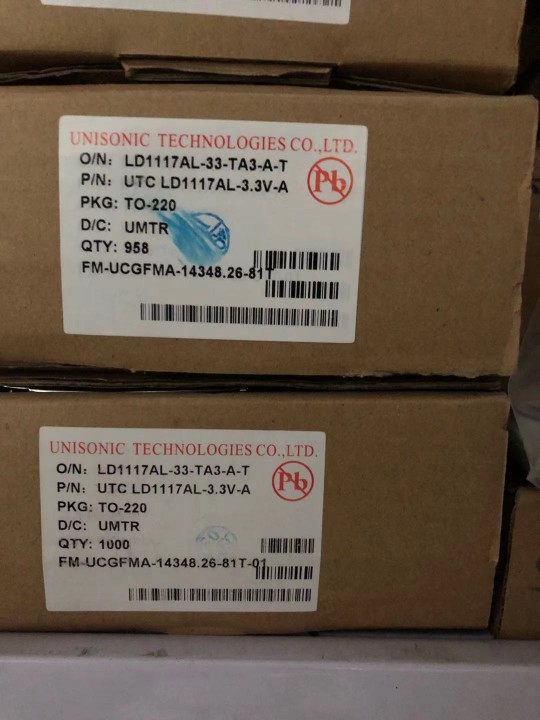 UNISONIC TECHNOLOGIES CO.,LTD.
O/N: LD1117AL-33-TA3-A-T
P/N: UTC LD1117AL-3.3V-A
Pb
PKG: TO-220
D/C: UMTR
QTY: 958
FM-UCGFMA-14348.26-81T
UNISONIC TECHNOLOGIES CO.,LTD.
O/N: LD1117AL-33-TA3-A-T
P/N: UTC LD1117AL-3.3V-A
Pb
PKG: TO-220
D/C: UMTR
QTY: 1000
FM-UCGFMA-14348.26-81T-01